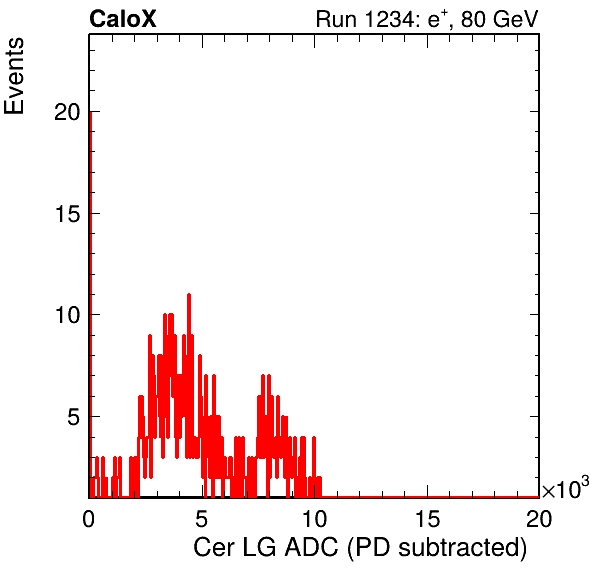 CaloX Run 1234: e⁺, 80 GeV
Events
20
15
10
5
0 5 10 15 20
×10³
Cer LG ADC (PD subtracted)